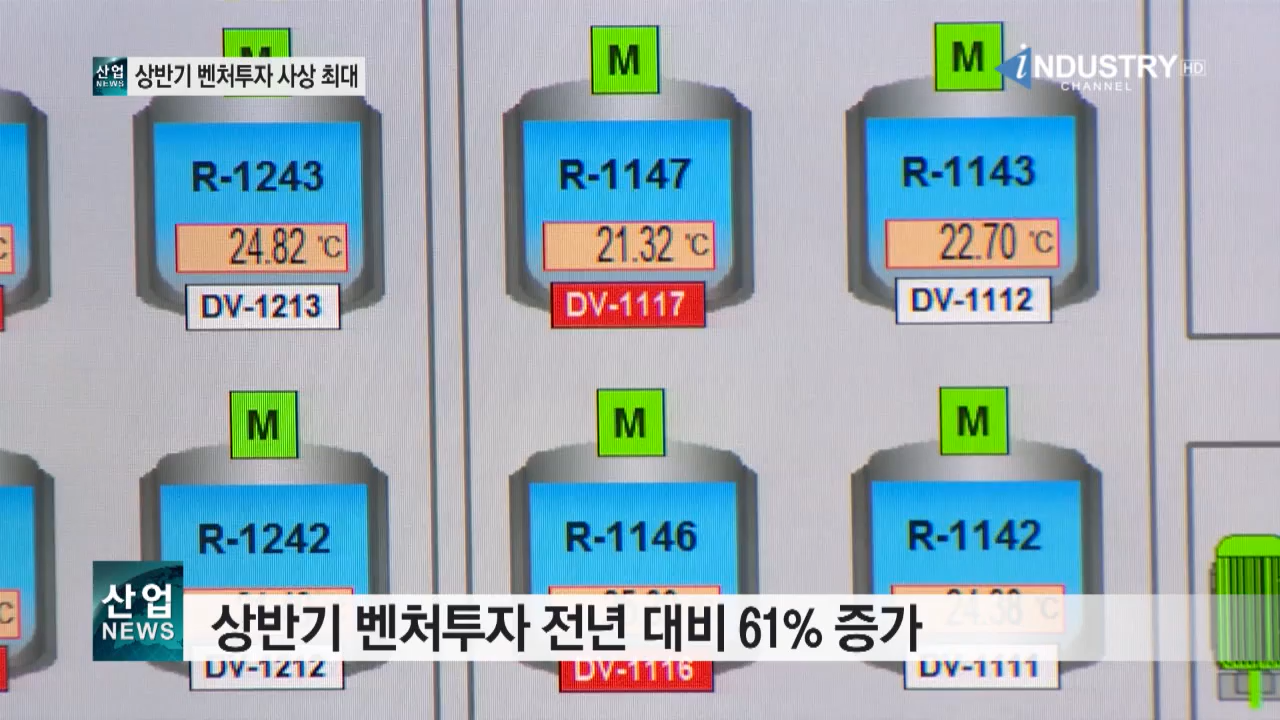 산업
NEWS
상반기 벤처투자 사상 최대
iNDUSTRY HD
CHANNEL
M
M
R-1243
R-1147
R-1143
24.82 ℃
21.32 ℃
22.70 ℃
DV-1213
DV-1117
DV-1112
M
M
M
R-1242
R-1146
R-1142
24.38 ℃
산업
NEWS
상반기 벤처투자 전년 대비 61% 증가
DV-1212
DV-1116
DV-1111